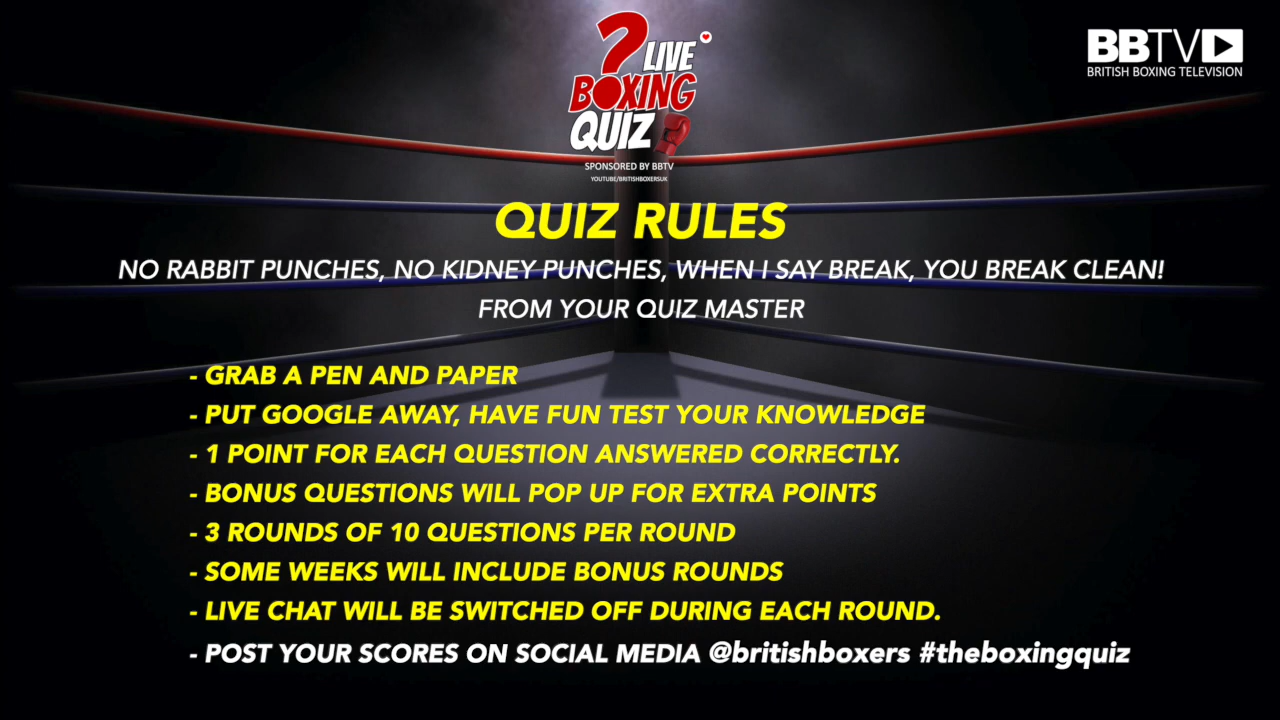 ?
LIVE
BOXING
QUIZ
SPONSORED BY BBTV
YOUTUBE/BRITISHBOXERSUK
BBTV
BRITISH BOXING TELEVISION
QUIZ RULES
NO RABBIT PUNCHES, NO KIDNEY PUNCHES, WHEN I SAY BREAK, YOU BREAK CLEAN!
FROM YOUR QUIZ MASTER
- GRAB A PEN AND PAPER
- PUT GOOGLE AWAY, HAVE FUN TEST YOUR KNOWLEDGE
- 1 POINT FOR EACH QUESTION ANSWERED CORRECTLY.
- BONUS QUESTIONS WILL POP UP FOR EXTRA POINTS
- 3 ROUNDS OF 10 QUESTIONS PER ROUND
- SOME WEEKS WILL INCLUDE BONUS ROUNDS
- LIVE CHAT WILL BE SWITCHED OFF DURING EACH ROUND.
- POST YOUR SCORES ON SOCIAL MEDIA @britishboxers #theboxingquiz